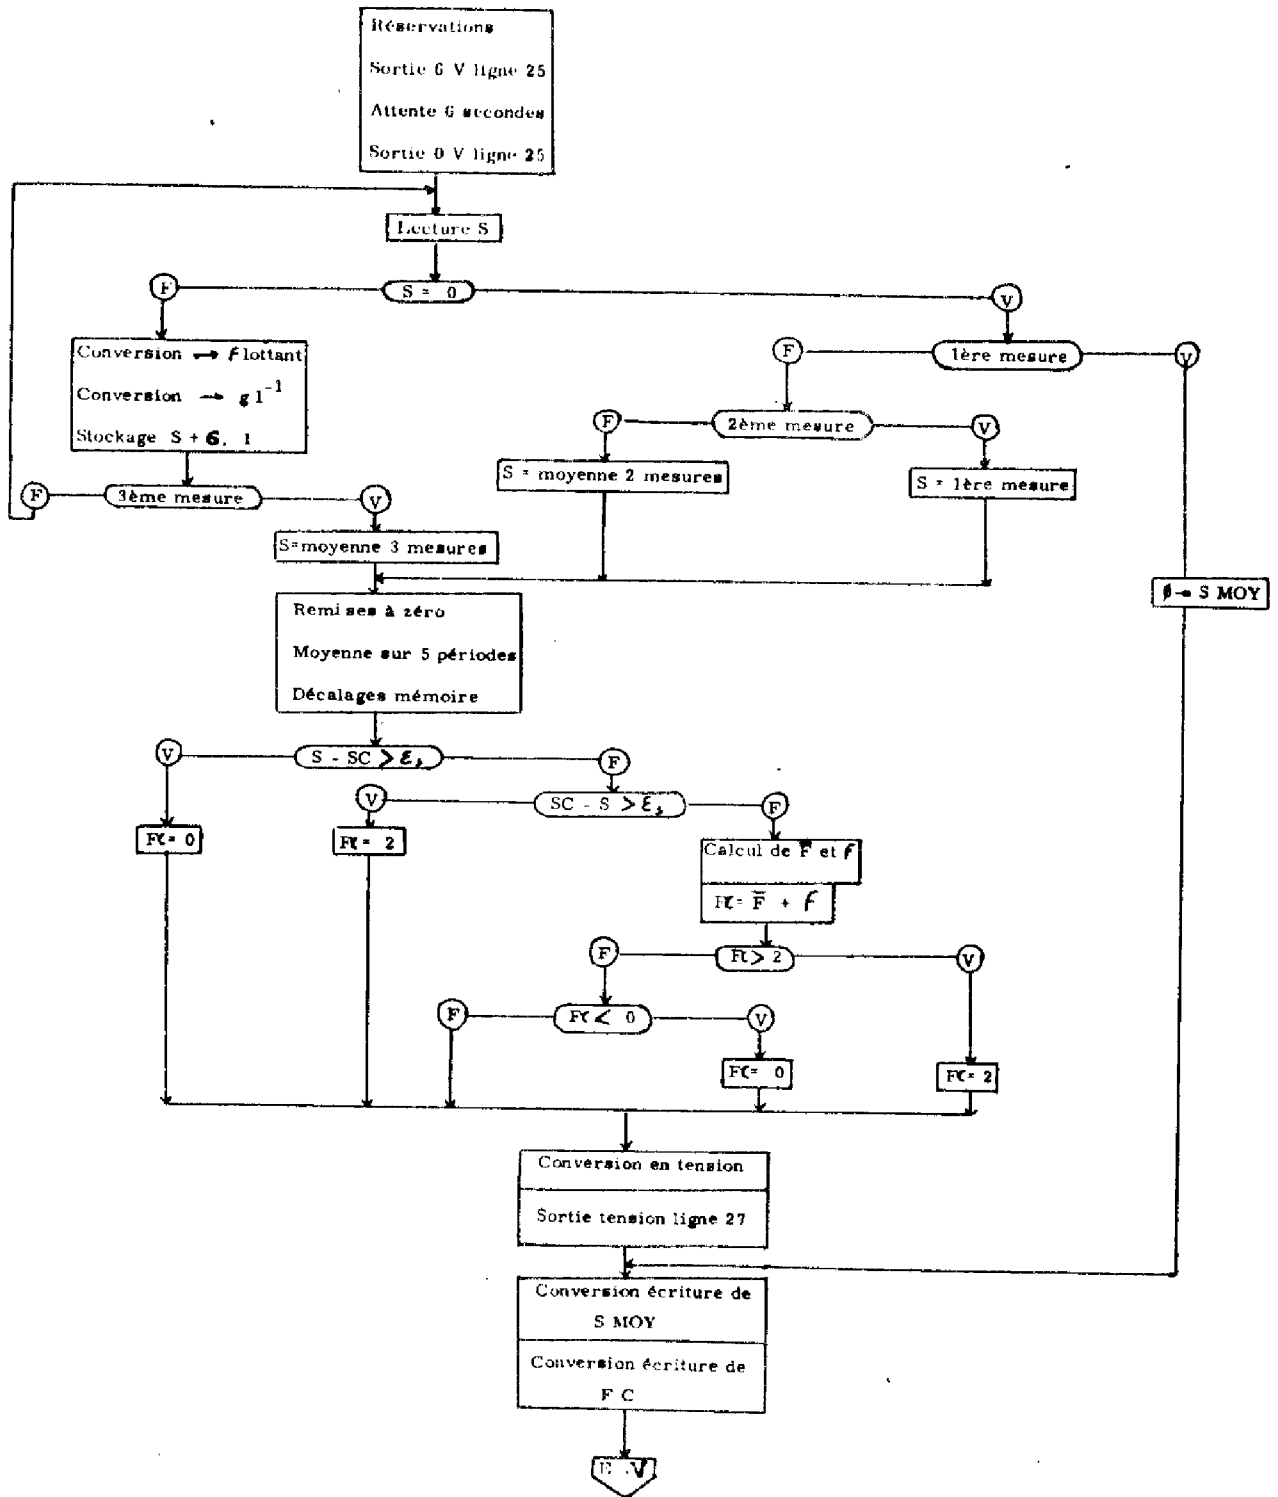 Réservations
Sortie 6 V ligne 25
Attente 6 secondes
Sortie 0 V ligne 25
Lecture S
F
S = 0
V
Conversion → Flottant
Conversion → g l⁻¹
Stockage S + 6, 1
F
1ère mesure
V
F
2ème mesure
V
S = moyenne 2 mesures
S = 1ère mesure
F
3ème mesure
V
S=moyenne 3 mesures
ø → S MOY
Remises à zéro
Moyenne sur 5 périodes
Décalages mémoire
V
S - SC > ε,
F
V
SC - S > ε,
F
FC = 0
FC = 2
Calcul de F̄ et f
FC = F̄ + f
F
FC > 2
V
F
FC < 0
V
FC = 0
FC = 2
Conversion en tension
Sortie tension ligne 27
Conversion écriture de
S MOY
Conversion écriture de
F C